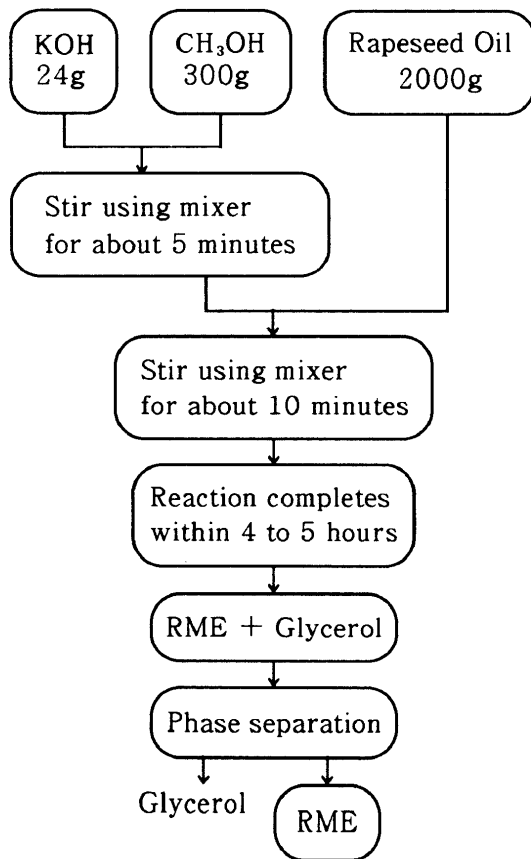 KOH
24g
CH₃OH
300g
Rapeseed Oil
2000g
Stir using mixer
for about 5 minutes
Stir using mixer
for about 10 minutes
Reaction completes
within 4 to 5 hours
RME + Glycerol
Phase separation
Glycerol
RME